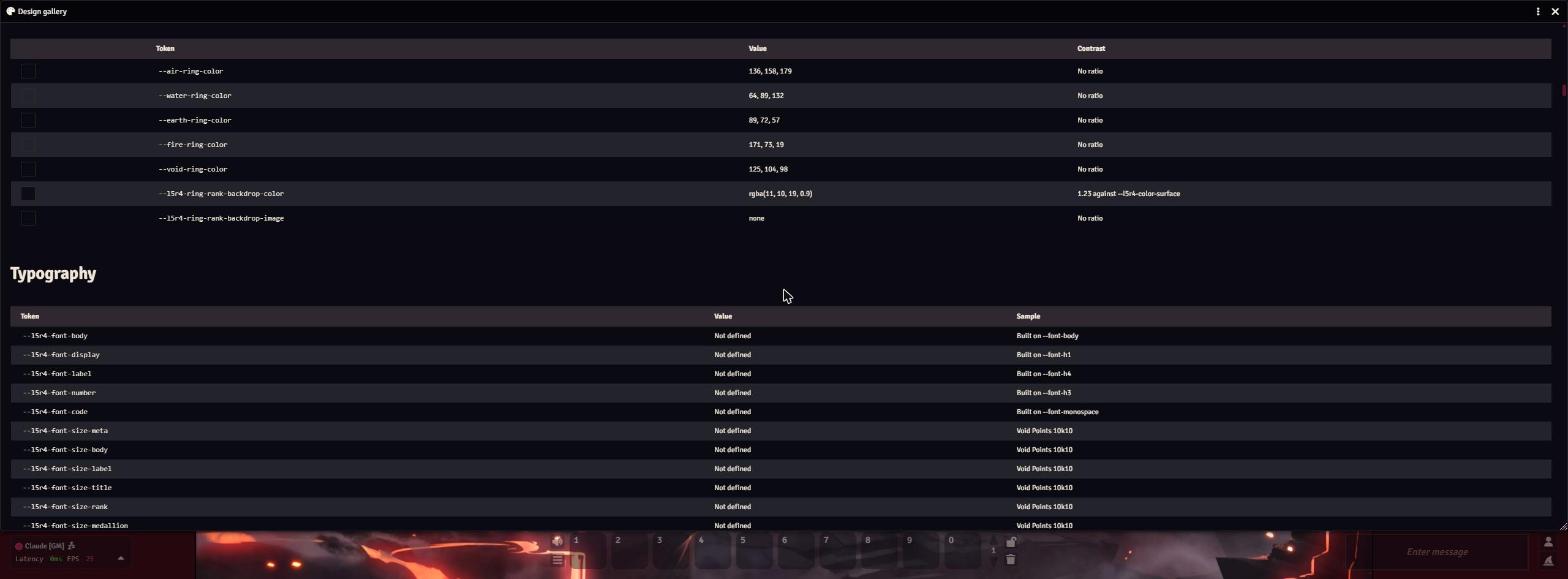 Design gallery
Token Value Contrast
--air-ring-color 136, 158, 179 No ratio
--water-ring-color 64, 89, 132 No ratio
--earth-ring-color 89, 72, 57 No ratio
--fire-ring-color 171, 73, 19 No ratio
--void-ring-color 125, 104, 98 No ratio
--l5r4-ring-rank-backdrop-color rgba(11, 10, 19, 0.9) 1.23 against --l5r4-color-surface
--l5r4-ring-rank-backdrop-image none No ratio
Typography
Token Value Sample
--l5r4-font-body Not defined Built on --font-body
--l5r4-font-display Not defined Built on --font-h1
--l5r4-font-label Not defined Built on --font-h4
--l5r4-font-number Not defined Built on --font-h3
--l5r4-font-code Not defined Built on --font-monospace
--l5r4-font-size-meta Not defined Void Points 10k10
--l5r4-font-size-body Not defined Void Points 10k10
--l5r4-font-size-label Not defined Void Points 10k10
--l5r4-font-size-title Not defined Void Points 10k10
--l5r4-font-size-rank Not defined Void Points 10k10
--l5r4-font-size-medallion Not defined Void Points 10k10
Claude [GM] 1 2 3 4 5 6 7 8 9 0
Latency 0ms FPS 25 1 Enter message